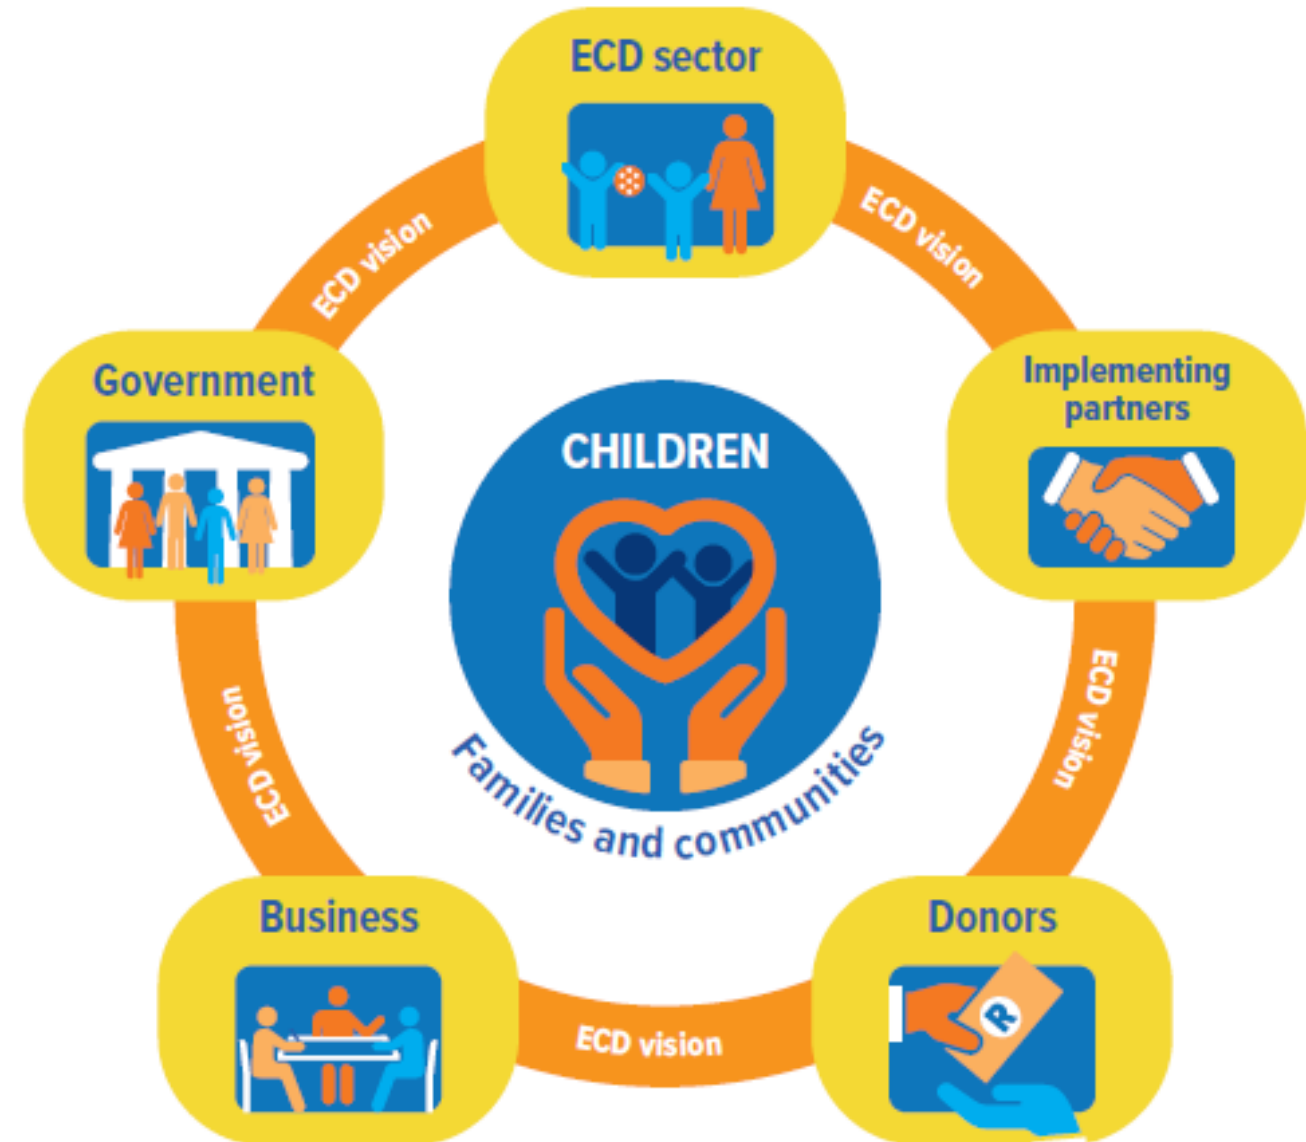 ECD sector
ECD vision
ECD vision
Government
Implementing
partners
CHILDREN
Families and communities
ECD vision
ECD vision
Business
Donors
R
ECD vision